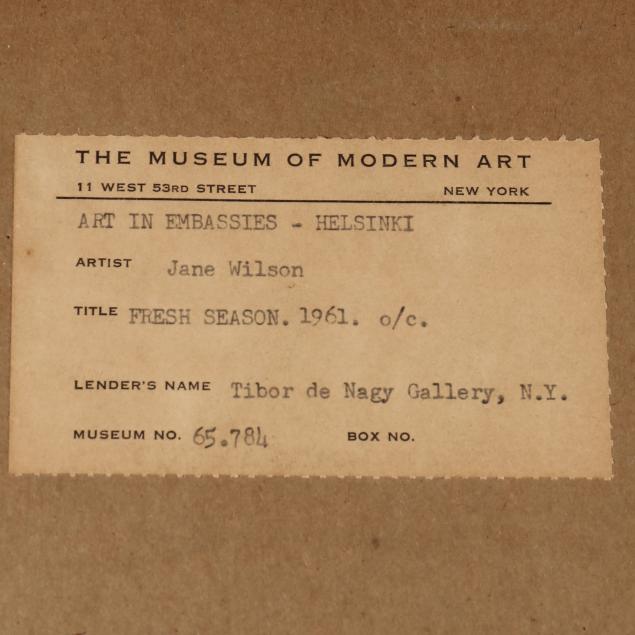 THE MUSEUM OF MODERN ART
11 WEST 53RD STREET NEW YORK
ART IN EMBASSIES - HELSINKI
ARTIST Jane Wilson
TITLE FRESH SEASON. 1961. o/c.
LENDER'S NAME Tibor de Nagy Gallery, N.Y.
MUSEUM NO. 65.784 BOX NO.